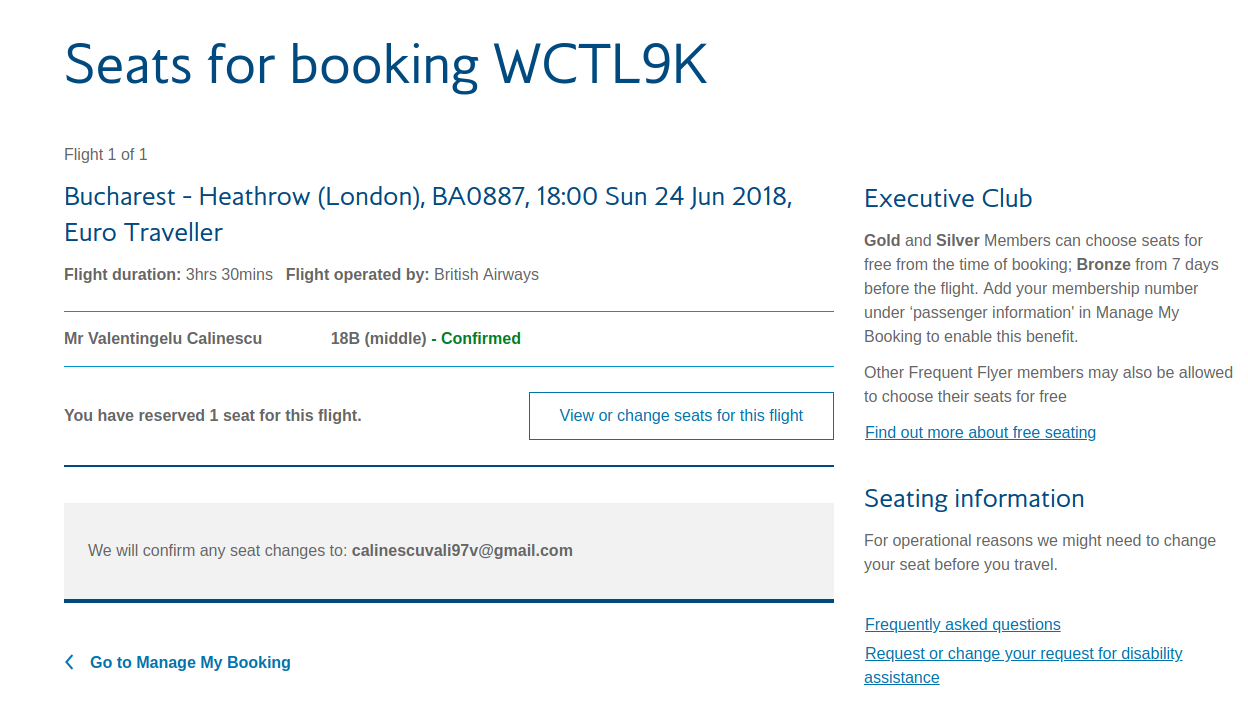 Seats for booking WCTL9K
Flight 1 of 1
Bucharest - Heathrow (London), BA0887, 18:00 Sun 24 Jun 2018,
Euro Traveller
Flight duration: 3hrs 30mins Flight operated by: British Airways
Mr Valentingelu Calinescu 18B (middle) - Confirmed
You have reserved 1 seat for this flight.
View or change seats for this flight
We will confirm any seat changes to: calinescuvali97v@gmail.com
Go to Manage My Booking
Executive Club
Gold and Silver Members can choose seats for
free from the time of booking; Bronze from 7 days
before the flight. Add your membership number
under ‘passenger information' in Manage My
Booking to enable this benefit.
Other Frequent Flyer members may also be allowed
to choose their seats for free
Find out more about free seating
Seating information
For operational reasons we might need to change
your seat before you travel.
Frequently asked questions
Request or change your request for disability
assistance